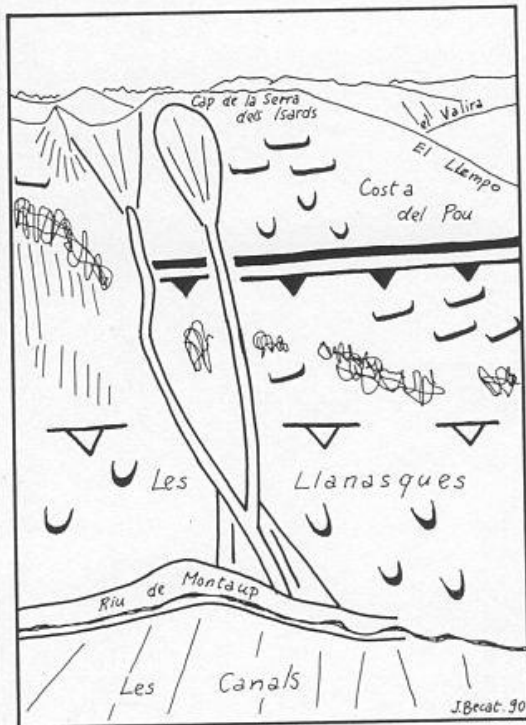 Cap de la Serra
dels Isards
el Valira
El Llempo
Costa
del Pou
Les Llanasques
Riu de Montaup
Les Canals
J.Becat.90